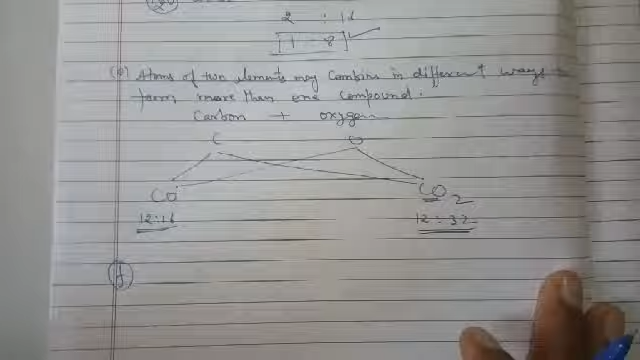 2 : 16
1 8
Atoms of two elements may combine in different ways to
form more than one compound.
Carbon + oxygen
C O
CO CO2
12:16 12:32